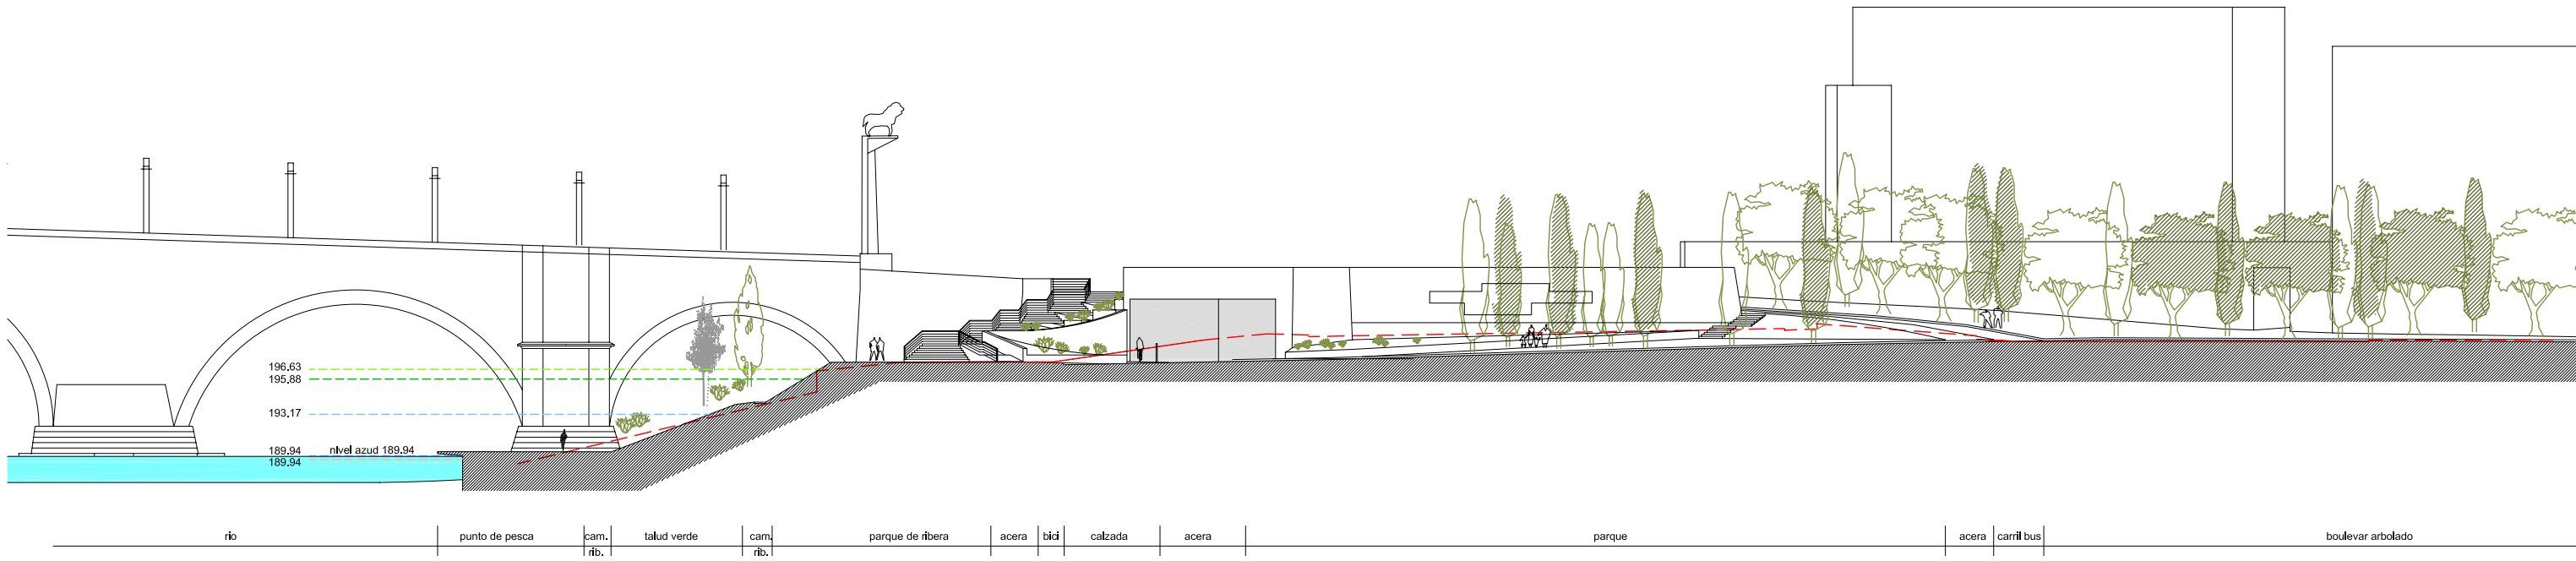 196,63
195,88
193,17
189.94 nivel azud 189.94
189.94
rio punto de pesca cam. talud verde cam. parque de ribera acera bici calzada acera parque acera carril bus boulevar arbolado
rib. rib.